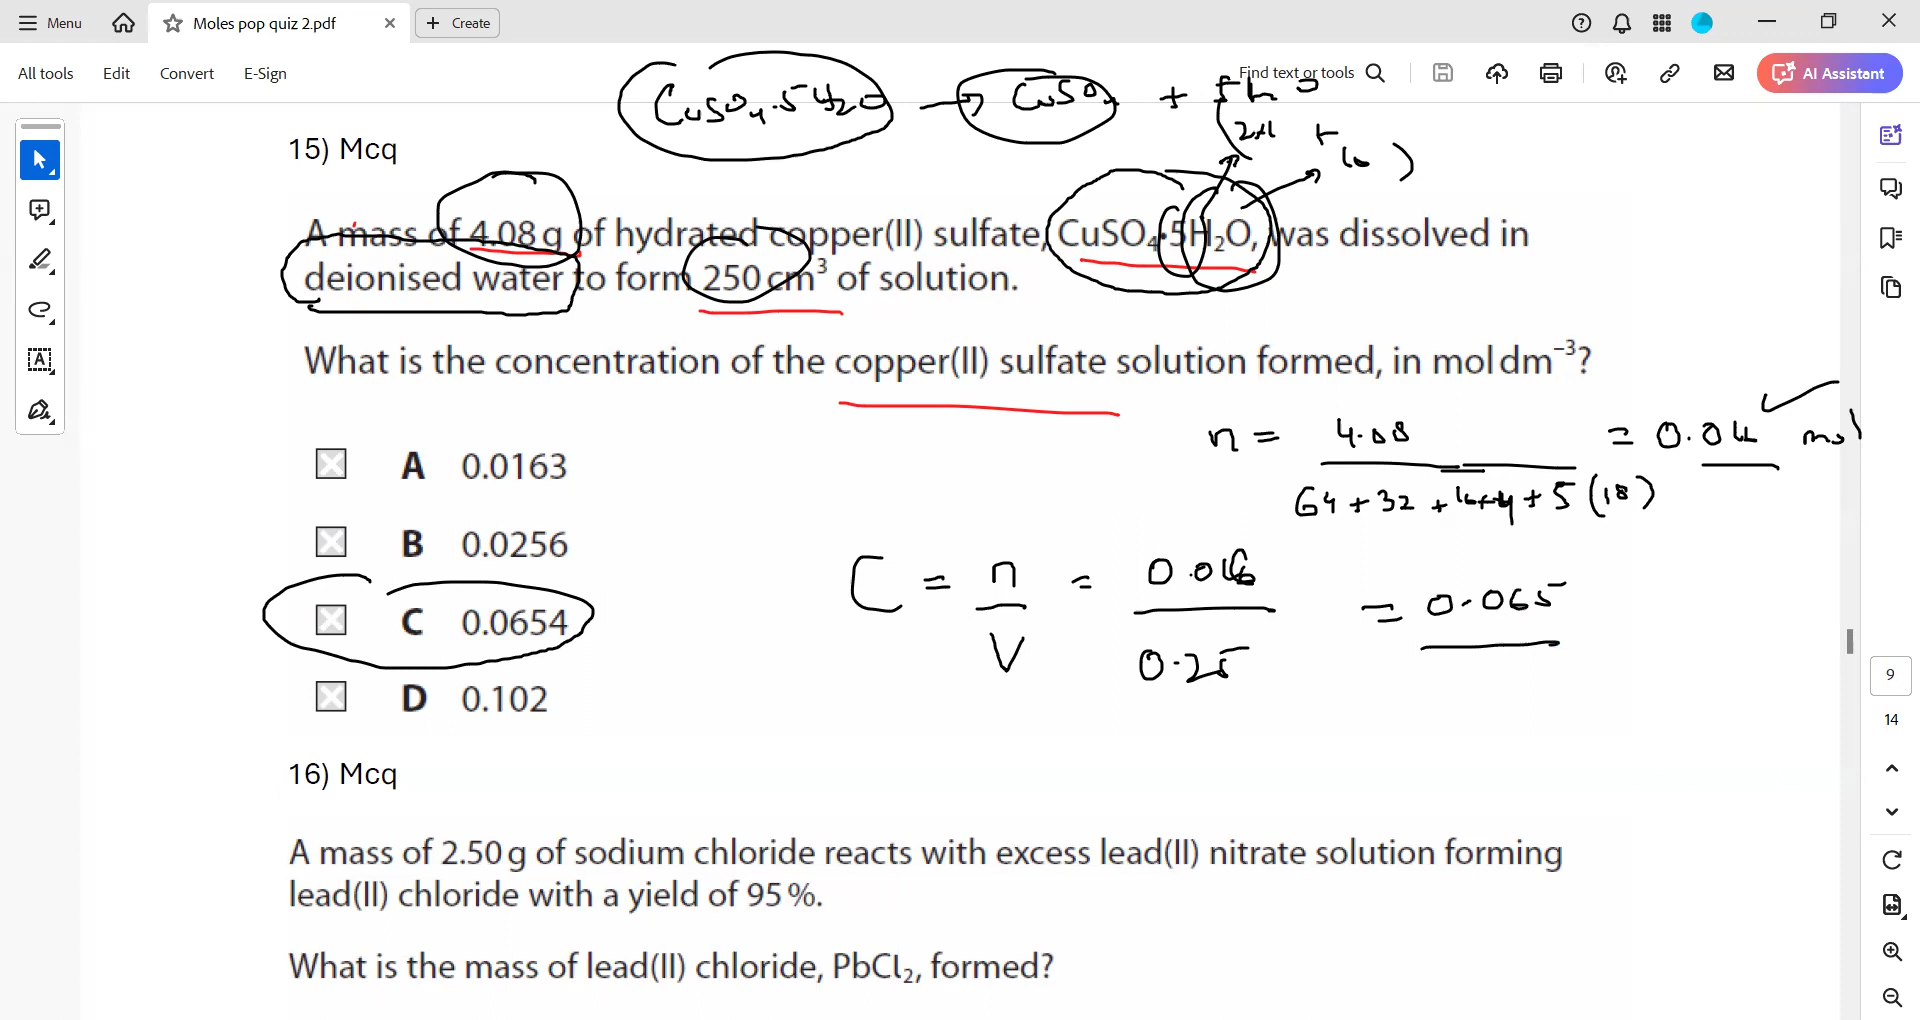 Menu
Moles pop quiz 2.pdf
Create
All tools
Edit
Convert
E-Sign
Find text or tools
AI Assistant
CuSO4.5H2O → CuSO4 +
15) Mcq
A mass of 4.08 g of hydrated copper(II) sulfate, CuSO₄·5H₂O, was dissolved in
deionised water to form 250 cm³ of solution.
What is the concentration of the copper(II) sulfate solution formed, in mol dm⁻³?
n = 4.08
64 + 32 + 16×4 + 5 (18)
= 0.016 mol
A 0.0163
B 0.0256
C 0.0654
D 0.102
C = n / V = 0.016 / 0.25 = 0.065
16) Mcq
A mass of 2.50 g of sodium chloride reacts with excess lead(II) nitrate solution forming
lead(II) chloride with a yield of 95 %.
What is the mass of lead(II) chloride, PbCl₂, formed?
9
14